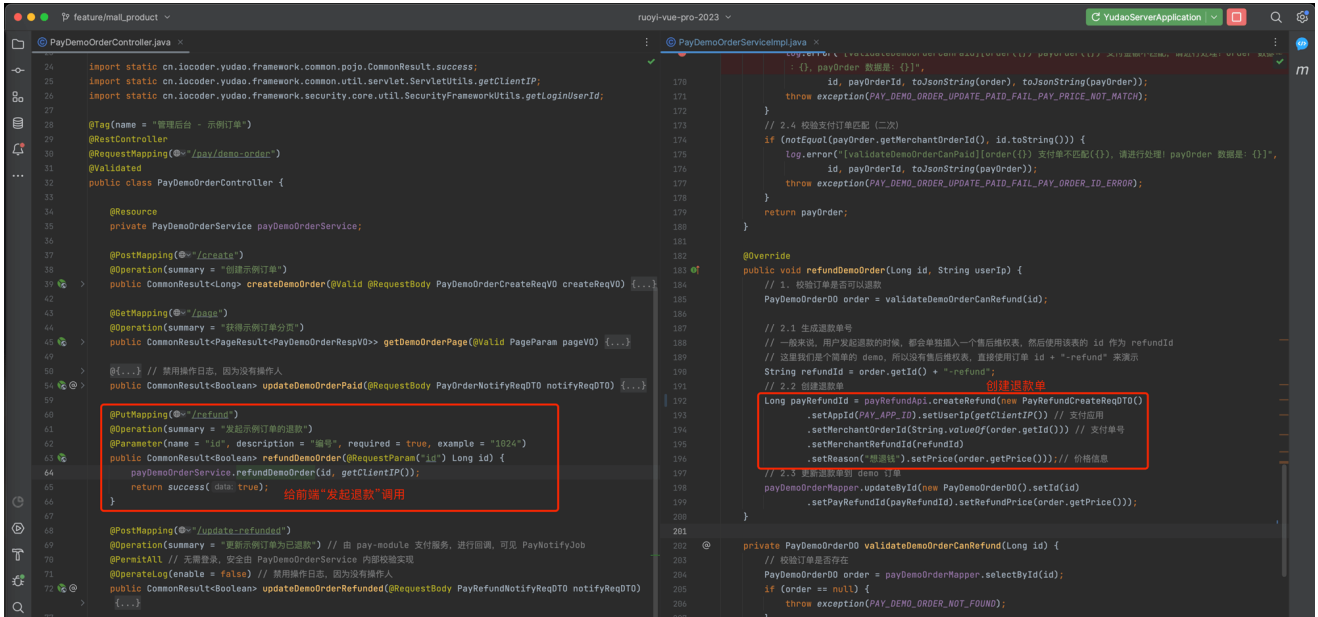 feature/mall_product
ruoyi-vue-pro-2023
YudaoServerApplication
PayDemoOrderController.java
24 import static cn.iocoder.yudao.framework.common.pojo.CommonResult.success;
25 import static cn.iocoder.yudao.framework.common.util.servlet.ServletUtils.getClientIP;
26 import static cn.iocoder.yudao.framework.security.core.util.SecurityFrameworkUtils.getLoginUserId;
27
28 @Tag(name = "管理后台 - 示例订单")
29 @RestController
30 @RequestMapping("/pay/demo-order")
31 @Validated
32 public class PayDemoOrderController {
33
34 @Resource
35 private PayDemoOrderService payDemoOrderService;
36
37 @PostMapping("/create")
38 @Operation(summary = "创建示例订单")
39 public CommonResult<Long> createDemoOrder(@Valid @RequestBody PayDemoOrderCreateReqVO createReqVO) {...}
42
43 @GetMapping("/page")
44 @Operation(summary = "获得示例订单分页")
45 public CommonResult<PageResult<PayDemoOrderRespVO>> getDemoOrderPage(@Valid PageParam pageVO) {...}
49
50 @{...} // 禁用操作日志，因为没有操作人
54 public CommonResult<Boolean> updateDemoOrderPaid(@RequestBody PayOrderNotifyReqDTO notifyReqDTO) {...}
59
60 @PutMapping("/refund")
61 @Operation(summary = "发起示例订单的退款")
62 @Parameter(name = "id", description = "编号", required = true, example = "1024")
63 public CommonResult<Boolean> refundDemoOrder(@RequestParam("id") Long id) {
64 payDemoOrderService.refundDemoOrder(id, getClientIP());
65 return success( data: true);
给前端“发起退款”调用
66 }
67
68 @PostMapping("/update-refunded")
69 @Operation(summary = "更新示例订单为已退款") // 由 pay-module 支付服务，进行回调，可见 PayNotifyJob
70 @PermitAll // 无需登录，安全由 PayDemoOrderService 内部校验实现
71 @OperateLog(enable = false) // 禁用操作日志，因为没有操作人
72 public CommonResult<Boolean> updateDemoOrderRefunded(@RequestBody PayRefundNotifyReqDTO notifyReqDTO)
{...}
PayDemoOrderServiceImpl.java
: {}, payOrder 数据是：{}]",
170 id, payOrderId, toJsonString(order), toJsonString(payOrder));
171 throw exception(PAY_DEMO_ORDER_UPDATE_PAID_FAIL_PAY_PRICE_NOT_MATCH);
172 }
173 // 2.4 校验支付订单匹配（二次）
174 if (notEqual(payOrder.getMerchantOrderId(), id.toString())) {
175 log.error("[validateDemoOrderCanPaid][order({}) 支付单不匹配({})，请进行处理！payOrder 数据是：{}]",
176 id, payOrderId, toJsonString(payOrder));
177 throw exception(PAY_DEMO_ORDER_UPDATE_PAID_FAIL_PAY_ORDER_ID_ERROR);
178 }
179 return payOrder;
180 }
181
182 @Override
183 public void refundDemoOrder(Long id, String userIp) {
184 // 1. 校验订单是否可以退款
185 PayDemoOrderDO order = validateDemoOrderCanRefund(id);
186
187 // 2.1 生成退款单号
188 // 一般来说，用户发起退款的时候，都会单独插入一个售后维权表，然后使用该表的 id 作为 refundId
189 // 这里我们是个简单的 demo，所以没有售后维权表，直接使用订单 id + "-refund" 来演示
190 String refundId = order.getId() + "-refund";
191 // 2.2 创建退款单
创建退款单
192 Long payRefundId = payRefundApi.createRefund(new PayRefundCreateReqDTO()
193 .setAppId(PAY_APP_ID).setUserIp(getClientIP()) // 支付应用
194 .setMerchantOrderId(String.valueOf(order.getId())) // 支付单号
195 .setMerchantRefundId(refundId)
196 .setReason("想退钱").setPrice(order.getPrice()));// 价格信息
197 // 2.3 更新退款单到 demo 订单
198 payDemoOrderMapper.updateById(new PayDemoOrderDO().setId(id)
199 .setPayRefundId(payRefundId).setRefundPrice(order.getPrice()));
200 }
201
202 private PayDemoOrderDO validateDemoOrderCanRefund(Long id) {
203 // 校验订单是否存在
204 PayDemoOrderDO order = payDemoOrderMapper.selectById(id);
205 if (order == null) {
206 throw exception(PAY_DEMO_ORDER_NOT_FOUND);